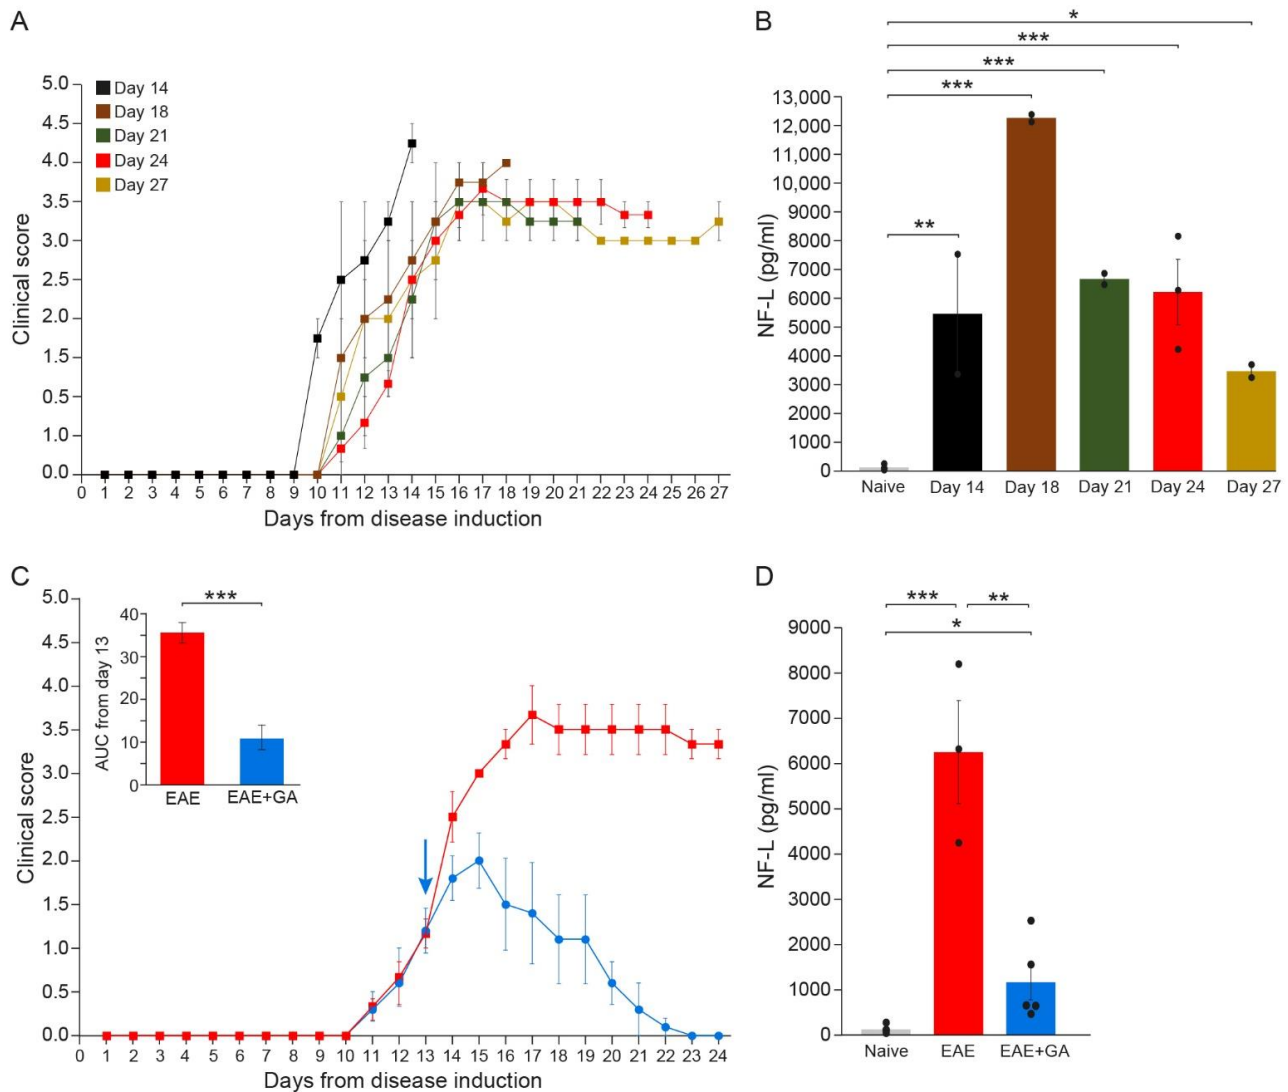 A
Clinical score
5.0
4.5
4.0
3.5
3.0
2.5
2.0
1.5
0.5
1.0
0.0
Day 14
Day 18
Day 21
Day 24
Day 27
0 1 2 3 4 5 6 7 8 9 10 11 12 13 14 15 16 17 18 19 20 21 22 23 24 25 26 27
Days from disease induction
B
*
***
***
***
**
NF-L (pg/ml)
13,000
12,000
11,000
10,000
9000
8000
7000
6000
5000
4000
3000
2000
1000
0
Naive Day 14 Day 18 Day 21 Day 24 Day 27
C
Clinical score
5.0
4.5
4.0
3.5
3.0
2.5
2.0
1.5
1.0
0.5
0.0
***
AUC from day 13
40
30
20
10
0
EAE EAE+GA
0 1 2 3 4 5 6 7 8 9 10 11 12 13 14 15 16 17 18 19 20 21 22 23 24
Days from disease induction
D
*** **
*
NF-L (pg/ml)
9000
8000
7000
6000
5000
4000
3000
2000
1000
0
Naive EAE EAE+GA